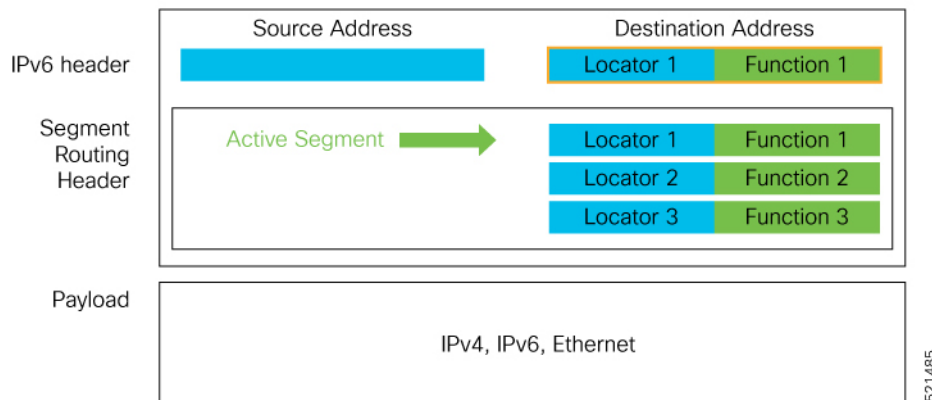 Source Address
Destination Address
IPv6 header
Locator 1
Function 1
Segment
Routing
Header
Active Segment
Locator 1
Function 1
Locator 2
Function 2
Locator 3
Function 3
Payload
IPv4, IPv6, Ethernet
521485